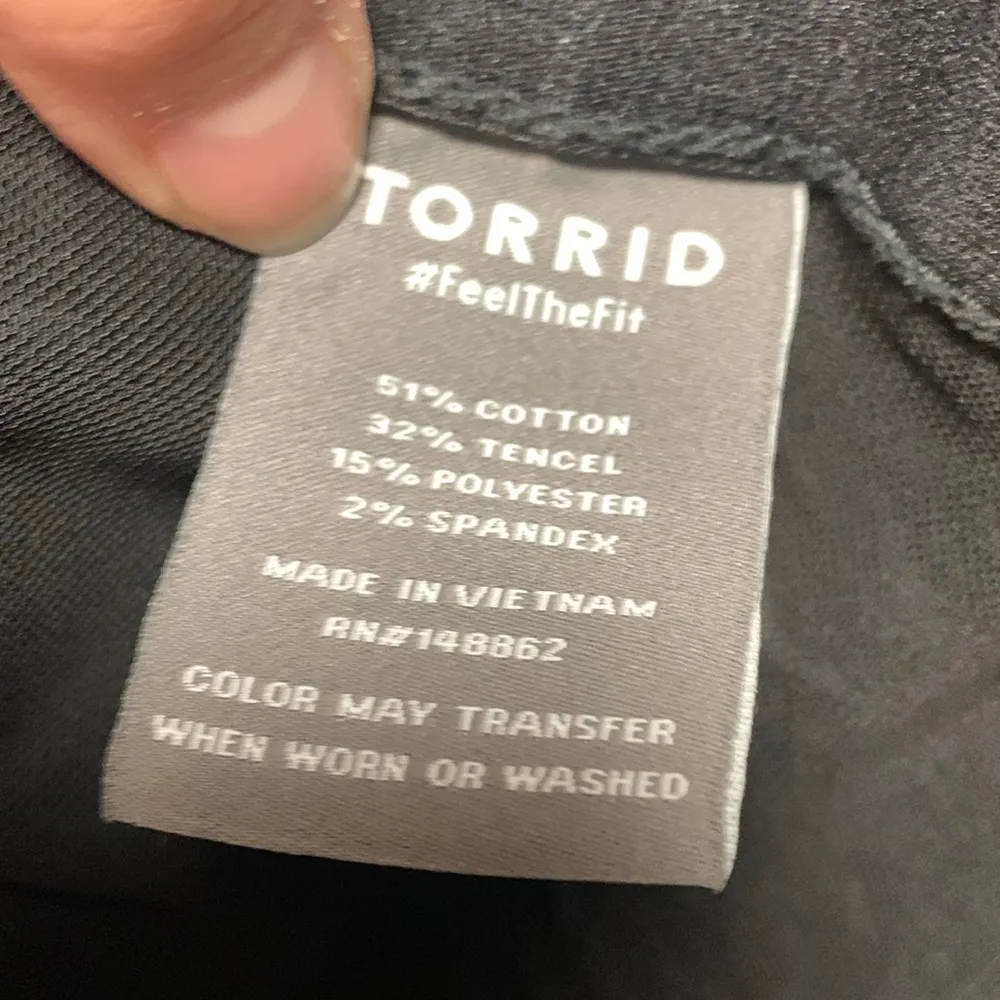 TORRID
#FeelTheFit
51% COTTON
32% TENCEL
15% POLYESTER
2% SPANDEX
MADE IN VIETNAM
RN#148862
COLOR MAY TRANSFER
WHEN WORN OR WASHED